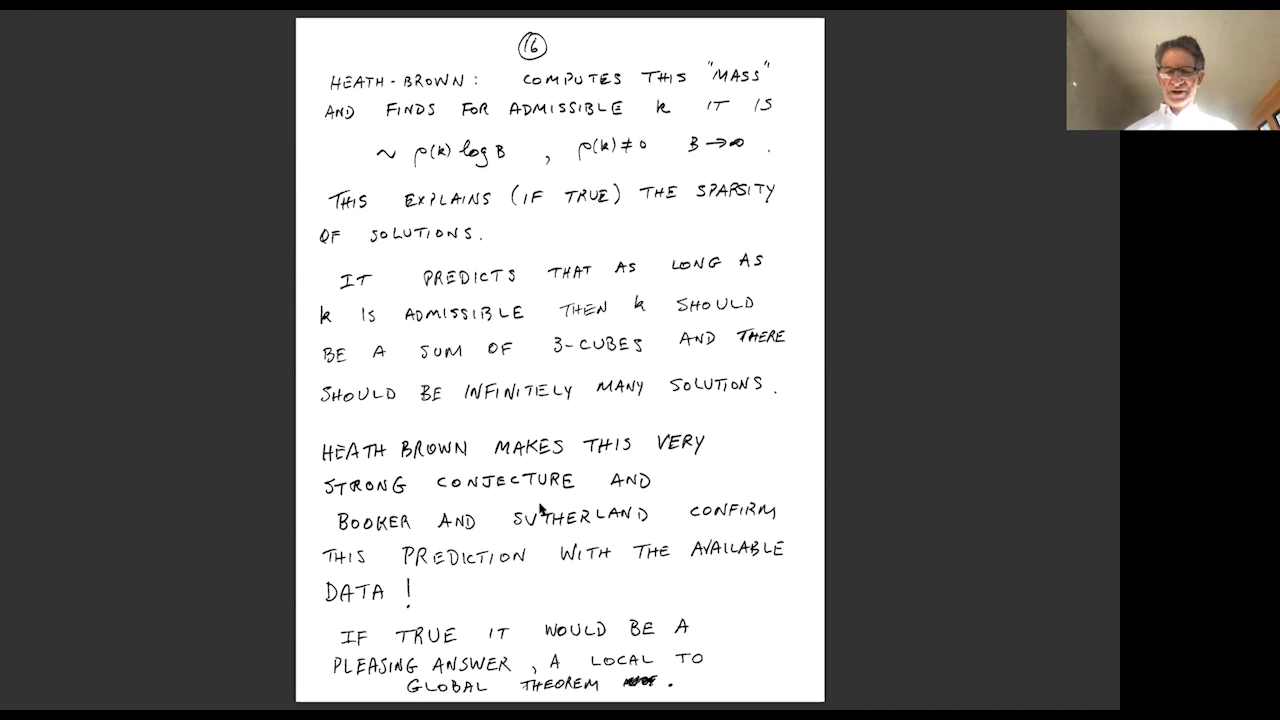 16
HEATH-BROWN: COMPUTES THIS "MASS"
AND FINDS FOR ADMISSIBLE k IT IS
~ ρ(k) log B , ρ(k) ≠ 0 B → ∞ .
THIS EXPLAINS (IF TRUE) THE SPARSITY
OF SOLUTIONS.
IT PREDICTS THAT AS LONG AS
k IS ADMISSIBLE THEN k SHOULD
BE A SUM OF 3-CUBES AND THERE
SHOULD BE INFINITELY MANY SOLUTIONS.
HEATH BROWN MAKES THIS VERY
STRONG CONJECTURE AND
BOOKER AND SUTHERLAND CONFIRM
THIS PREDICTION WITH THE AVAILABLE
DATA !
IF TRUE IT WOULD BE A
PLEASING ANSWER, A LOCAL TO
GLOBAL THEOREM .